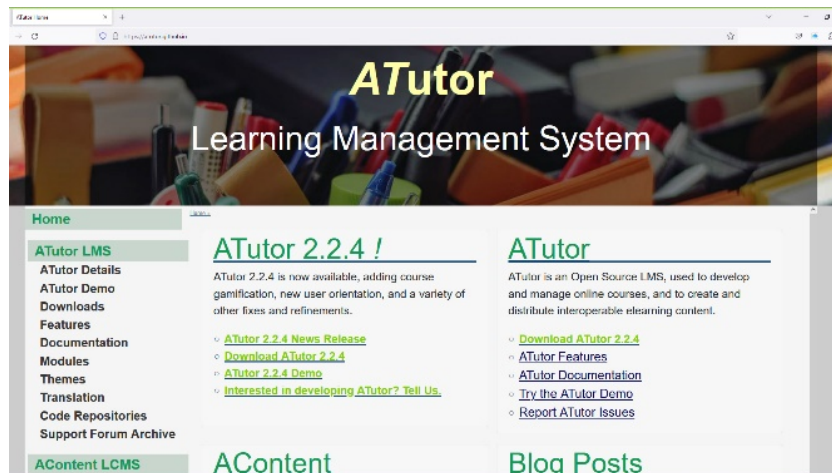 ATutor Home
ATutor
Learning Management System
Home
ATutor LMS
ATutor Details
ATutor Demo
Downloads
Features
Documentation
Modules
Themes
Translation
Code Repositories
Support Forum Archive
AContent LCMS
ATutor 2.2.4 !
ATutor 2.2.4 is now available, adding course
gamification, new user orientation, and a variety of
other fixes and refinements.
ATutor 2.2.4 News Release
Download ATutor 2.2.4
ATutor 2.2.4 Demo
Interested in developing ATutor? Tell Us.
ATutor
ATutor is an Open Source LMS, used to develop
and manage online courses, and to create and
distribute interoperable elearning content.
Download ATutor 2.2.4
ATutor Features
ATutor Documentation
Try the ATutor Demo
Report ATutor Issues
AContent
Blog Posts